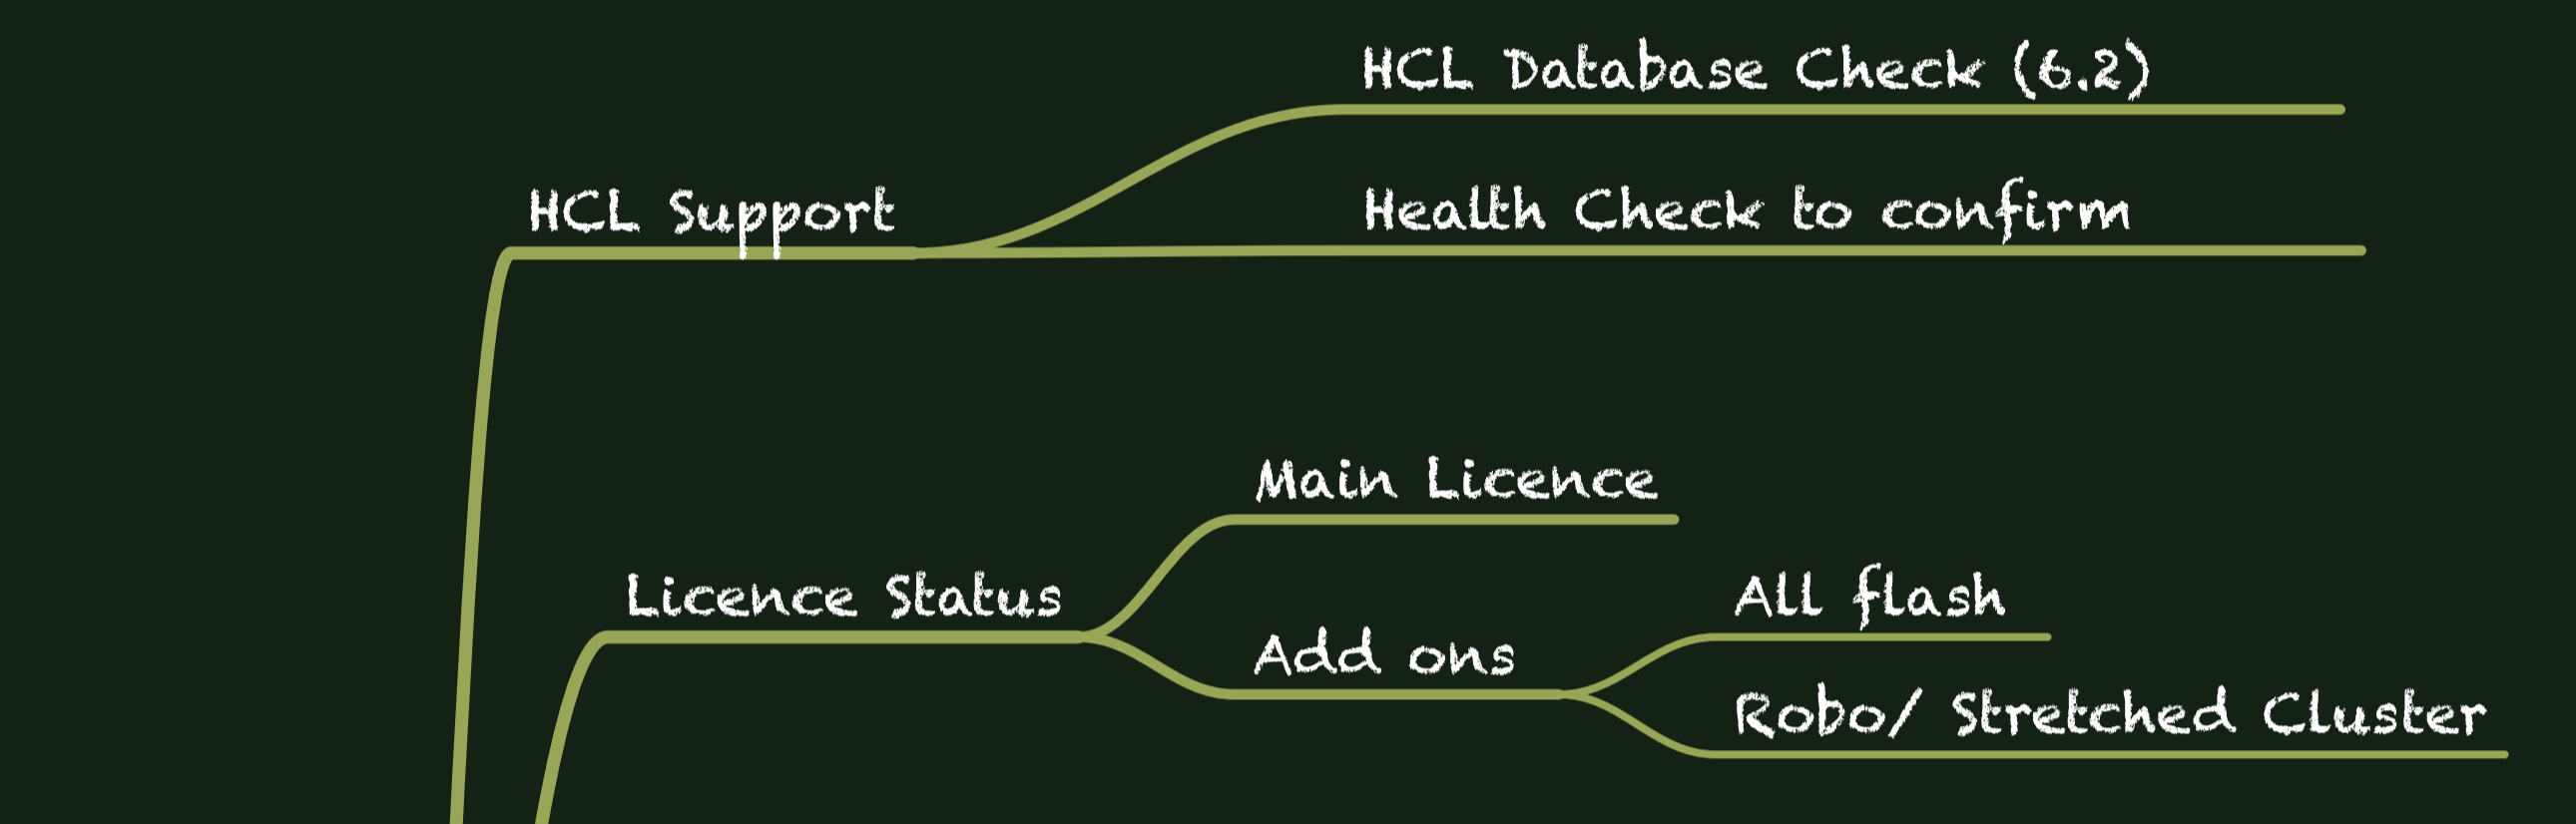 HCL Database Check (6.2)
HCL Support
Health Check to confirm
Main Licence
Licence Status
All flash
Add ons
Robo/ Stretched Cluster